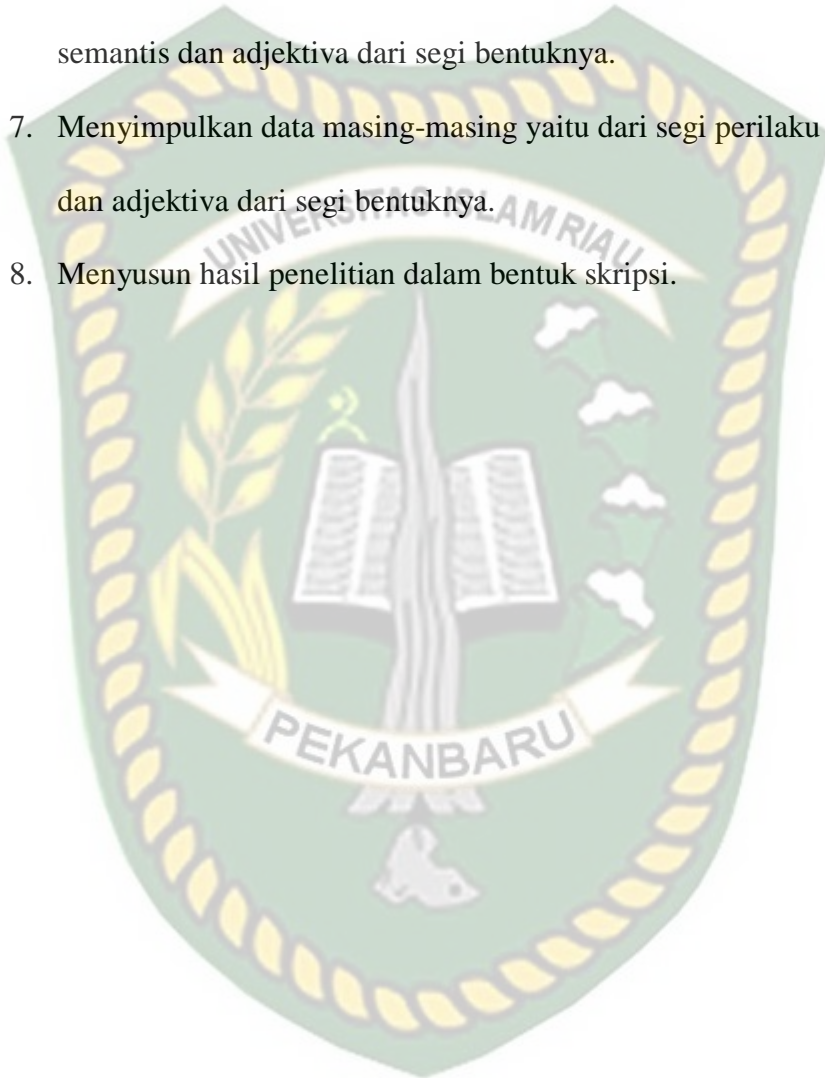 semantis dan adjektiva dari segi bentuknya.
7. Menyimpulkan data masing-masing yaitu dari segi perilaku
dan adjektiva dari segi bentuknya.
UNIVERSITAS ISLAM RIAU
8. Menyusun hasil penelitian dalam bentuk skripsi.
PEKANBARU